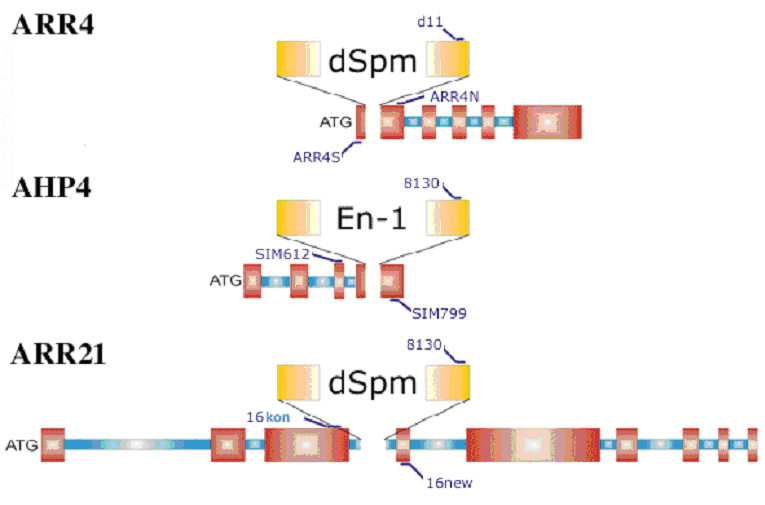 ARR4
d11
dSpm
ARR4N
ATG
ARR4S
AHP4
8130
En-1
SIM612
ATG
SIM799
ARR21
8130
dSpm
16kon
ATG
16new